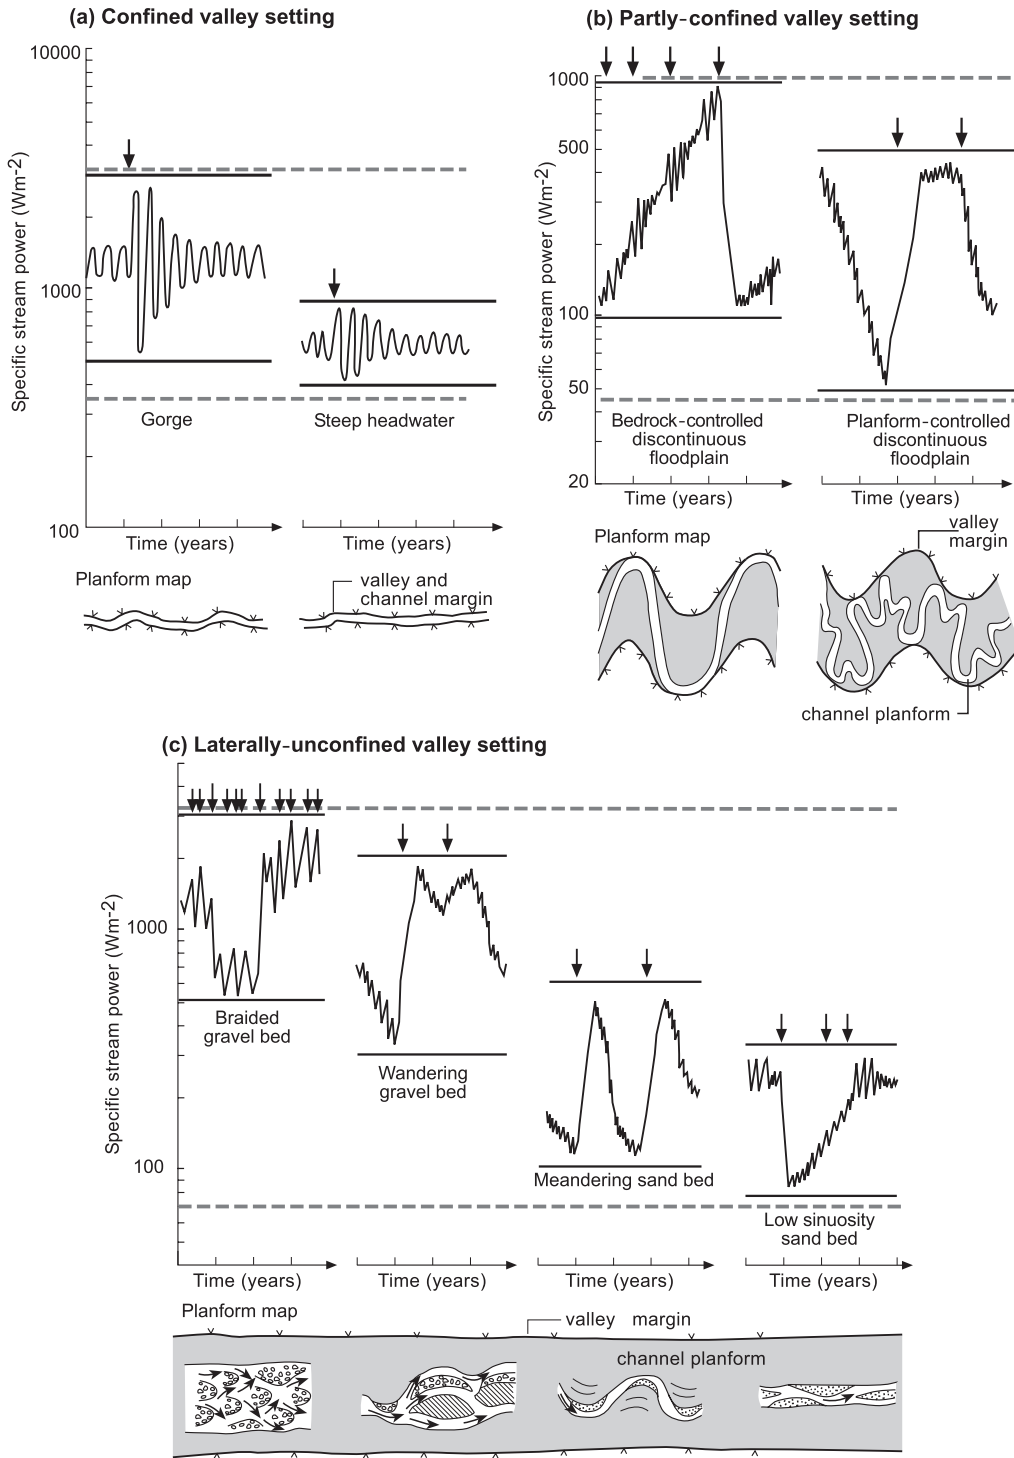 (a) Confined valley setting
10000
1000
100
Specific stream power (Wm-2)
Gorge
Steep headwater
Time (years)
Time (years)
Planform map
valley and
channel margin
(b) Partly-confined valley setting
1000
500
100
50
20
Specific stream power (Wm-2)
Bedrock-controlled
discontinuous
floodplain
Planform-controlled
discontinuous
floodplain
Time (years)
Time (years)
Planform map
valley
margin
channel planform
(c) Laterally-unconfined valley setting
1000
100
Specific stream power (Wm-2)
Braided
gravel bed
Wandering
gravel bed
Meandering sand bed
Low sinuosity
sand bed
Time (years)
Time (years)
Time (years)
Time (years)
Planform map
valley margin
channel planform